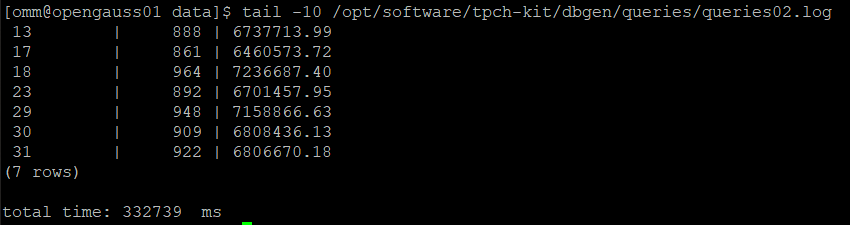 [omm@opengauss01 data]$ tail -10 /opt/software/tpch-kit/dbgen/queries/queries02.log
13 | 888 | 6737713.99
17 | 861 | 6460573.72
18 | 964 | 7236687.40
23 | 892 | 6701457.95
29 | 948 | 7158866.63
30 | 909 | 6808436.13
31 | 922 | 6806670.18
(7 rows)
total time: 332739 ms